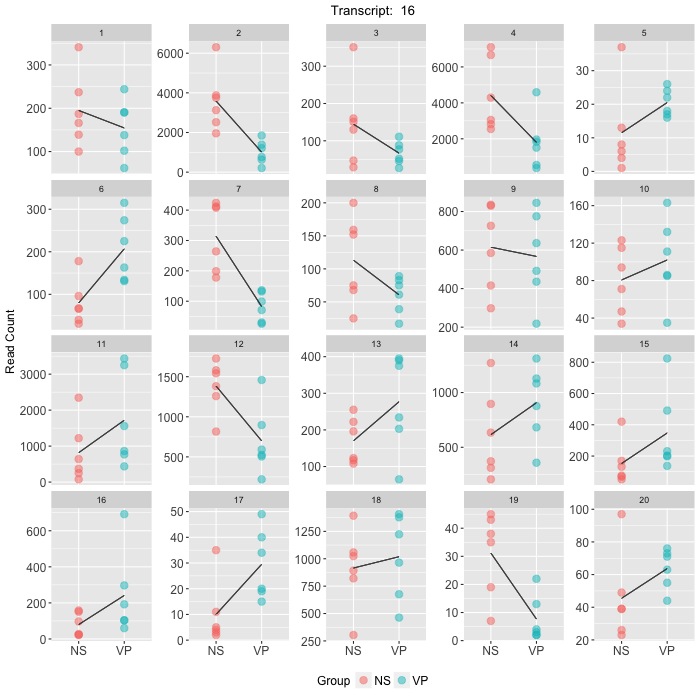 Transcript: 16
1 2 3 4 5
300 200 100
6000 4000 2000 0
300 200 100 0
6000 4000 2000
30 20 10 0
6 7 8 9 10
300 200 100
400 300 200 100
200 150 100 50
800 600 400 200
160 120 80 40
Read Count
11 12 13 14 15
3000 2000 1000 0
1500 1000 500
400 300 200 100
1000 500
800 600 400 200
16 17 18 19 20
600 400 200 0
50 40 30 20 10 0
1250 1000 750 500 250
40 30 20 10 0
100 80 60 40 20
NS VP NS VP NS VP NS VP NS VP
Group NS VP